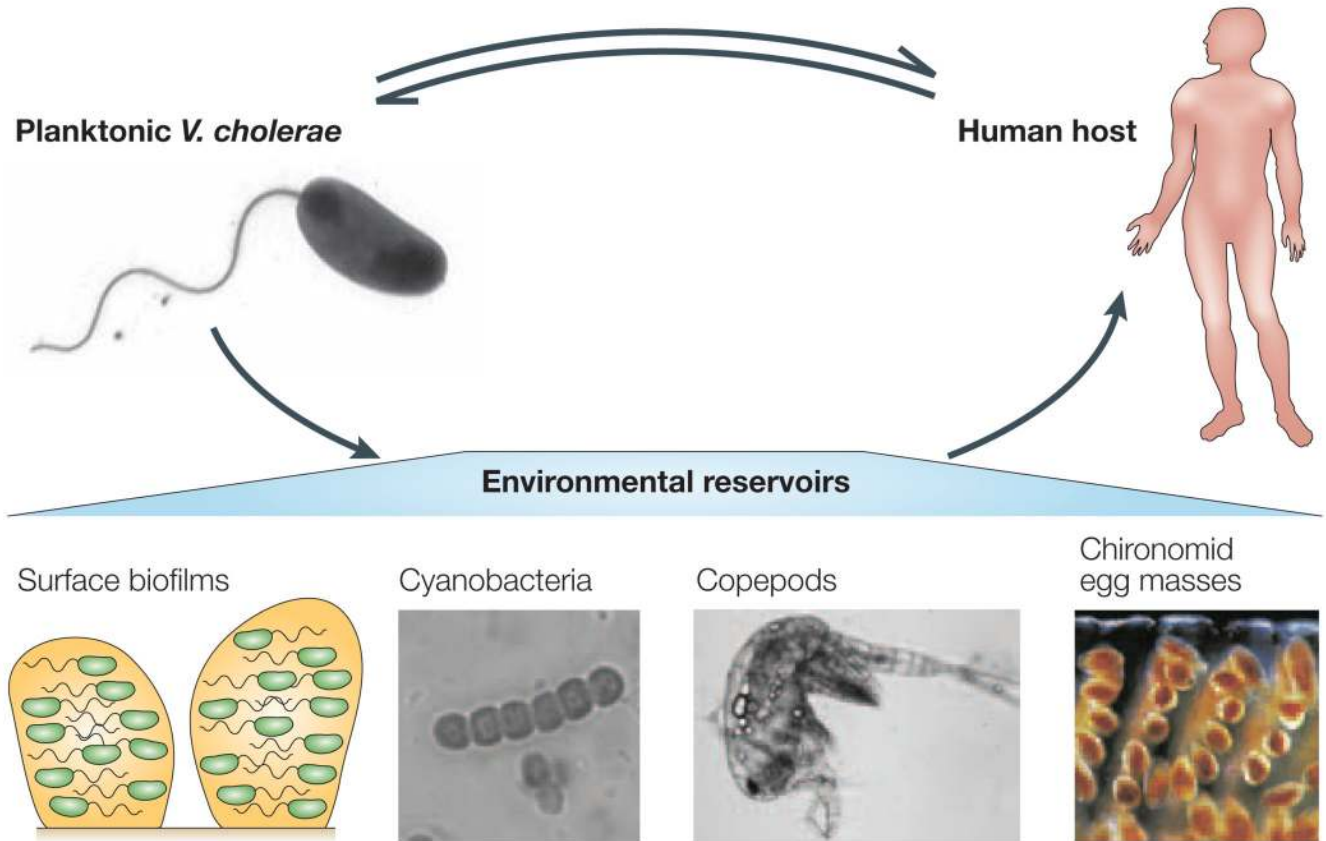 Planktonic V. cholerae
Human host
Environmental reservoirs
Surface biofilms
Cyanobacteria
Copepods
Chironomid
egg masses